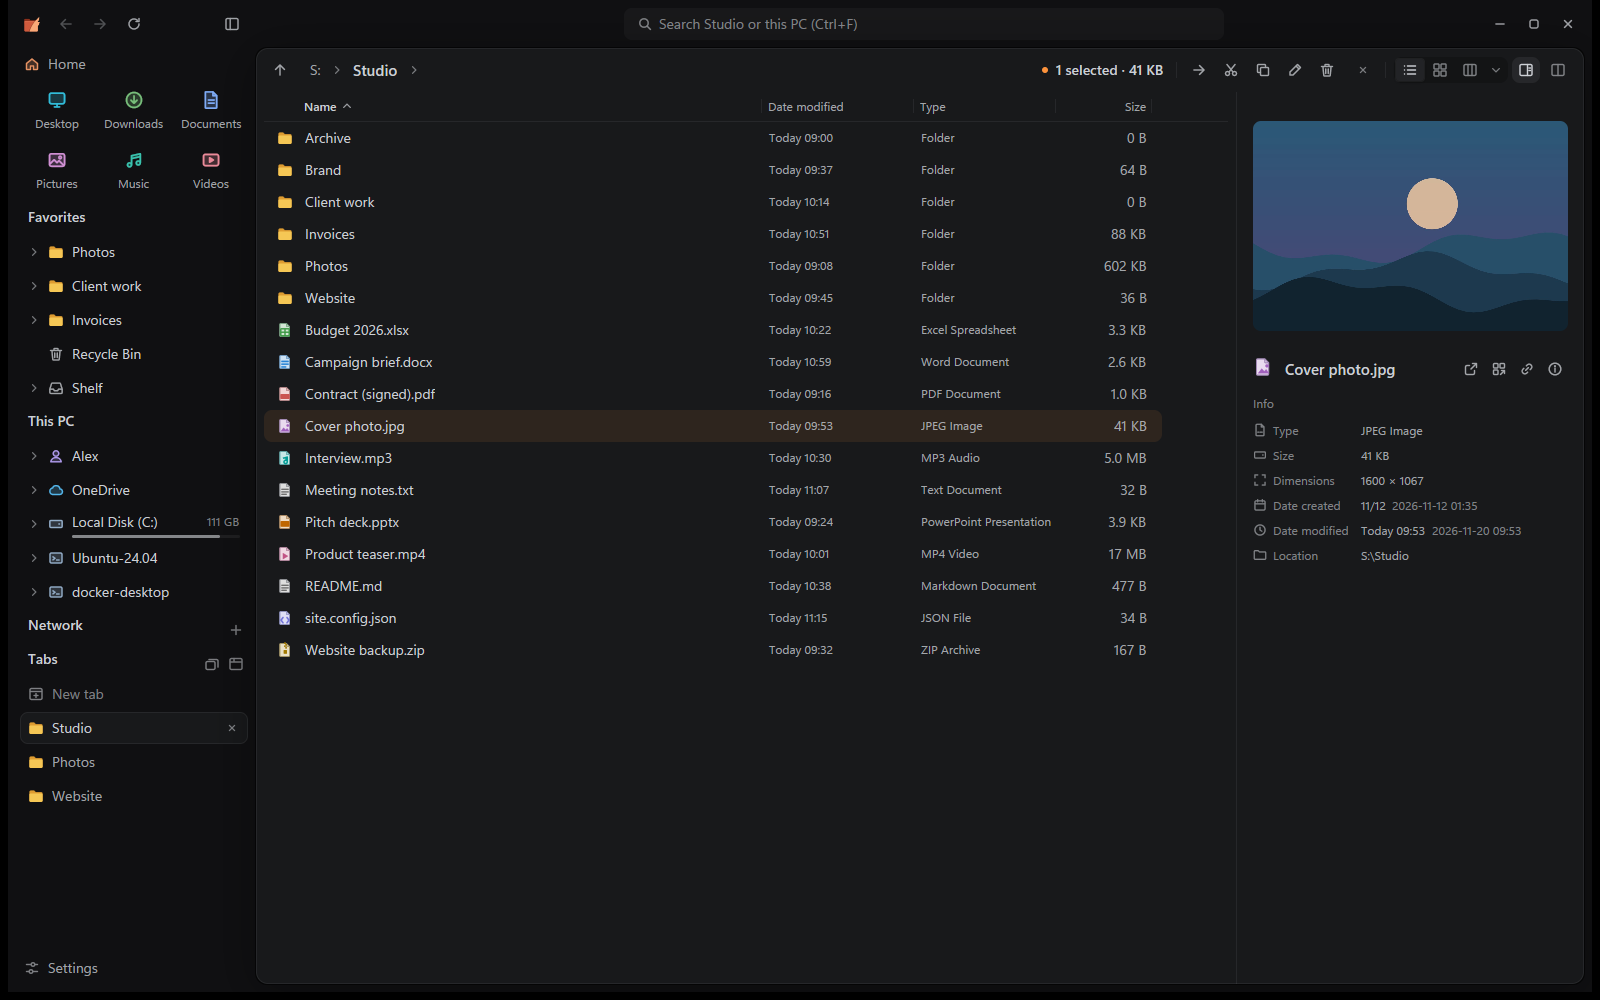 Search Studio or this PC (Ctrl+F)
Home
Desktop
Downloads
Documents
Pictures
Music
Videos
Favorites
Photos
Client work
Invoices
Recycle Bin
Shelf
This PC
Alex
OneDrive
Local Disk (C:) 111 GB
Ubuntu-24.04
docker-desktop
Network
Tabs
New tab
Studio
Photos
Website
Settings
S: Studio
1 selected · 41 KB
Name Date modified Type Size
Archive Today 09:00 Folder 0 B
Brand Today 09:37 Folder 64 B
Client work Today 10:14 Folder 0 B
Invoices Today 10:51 Folder 88 KB
Photos Today 09:08 Folder 602 KB
Website Today 09:45 Folder 36 B
Budget 2026.xlsx Today 10:22 Excel Spreadsheet 3.3 KB
Campaign brief.docx Today 10:59 Word Document 2.6 KB
Contract (signed).pdf Today 09:16 PDF Document 1.0 KB
Cover photo.jpg Today 09:53 JPEG Image 41 KB
Interview.mp3 Today 10:30 MP3 Audio 5.0 MB
Meeting notes.txt Today 11:07 Text Document 32 B
Pitch deck.pptx Today 09:24 PowerPoint Presentation 3.9 KB
Product teaser.mp4 Today 10:01 MP4 Video 17 MB
README.md Today 10:38 Markdown Document 477 B
site.config.json Today 11:15 JSON File 34 B
Website backup.zip Today 09:32 ZIP Archive 167 B
Cover photo.jpg
Info
Type JPEG Image
Size 41 KB
Dimensions 1600 × 1067
Date created 11/12 2026-11-12 01:35
Date modified Today 09:53 2026-11-20 09:53
Location S:\Studio